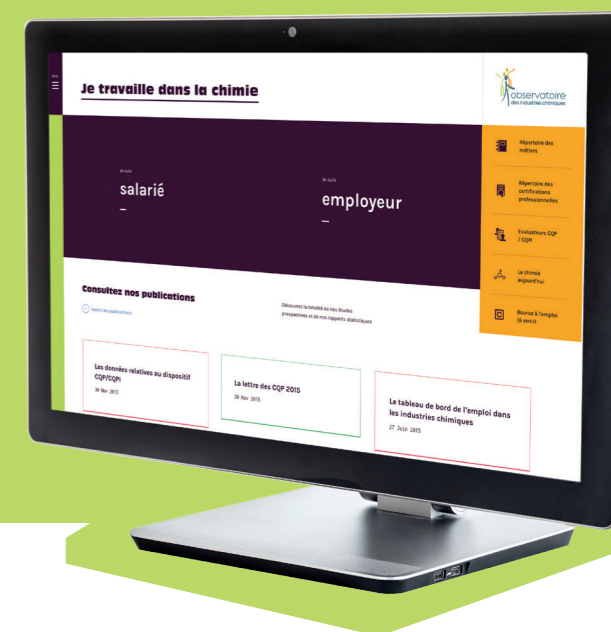 Je travaille dans la chimie
observatoire
des industries chimiques
Je suis
salarié
Je suis
employeur
Répertoire des
métiers
Répertoire des
certifications
professionnelles
Evaluateurs CQP
/ CQPI
La chimie
aujourd'hui
Bourse à l'emploi
(à venir)
Consultez nos publications
Toutes les publications
Découvrez la totalité de nos études
prospectives et de nos rapports statistiques
Les données relatives au dispositif
CQP/CQPI
30 Nov 2015
La lettre des CQP 2015
20 Nov 2015
Le tableau de bord de l'emploi dans
les industries chimiques
27 Juin 2015